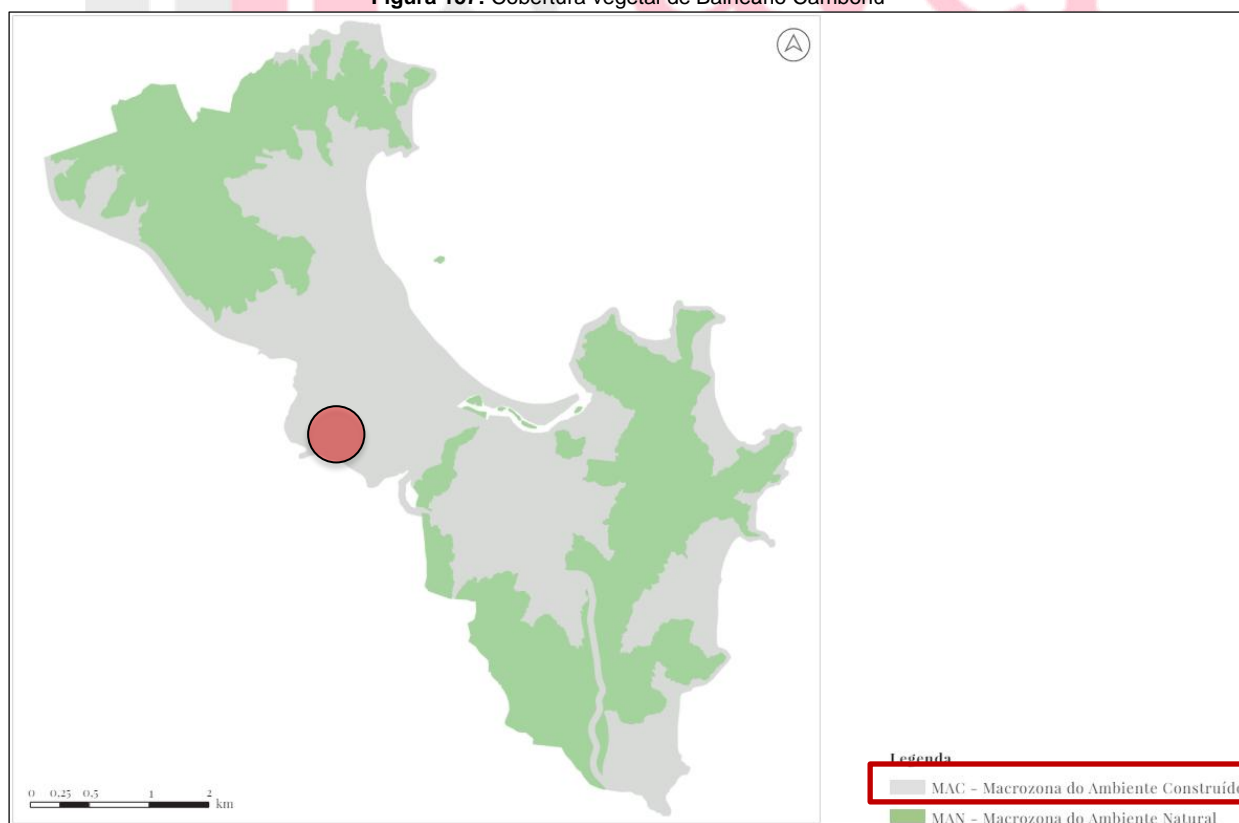 Figura 107: Cobertura vegetal de Balneário Camboriú
0 0,25 0,5 1 2
km
Legenda
MAC - Macrozona do Ambiente Construído
MAN - Macrozona do Ambiente Natural